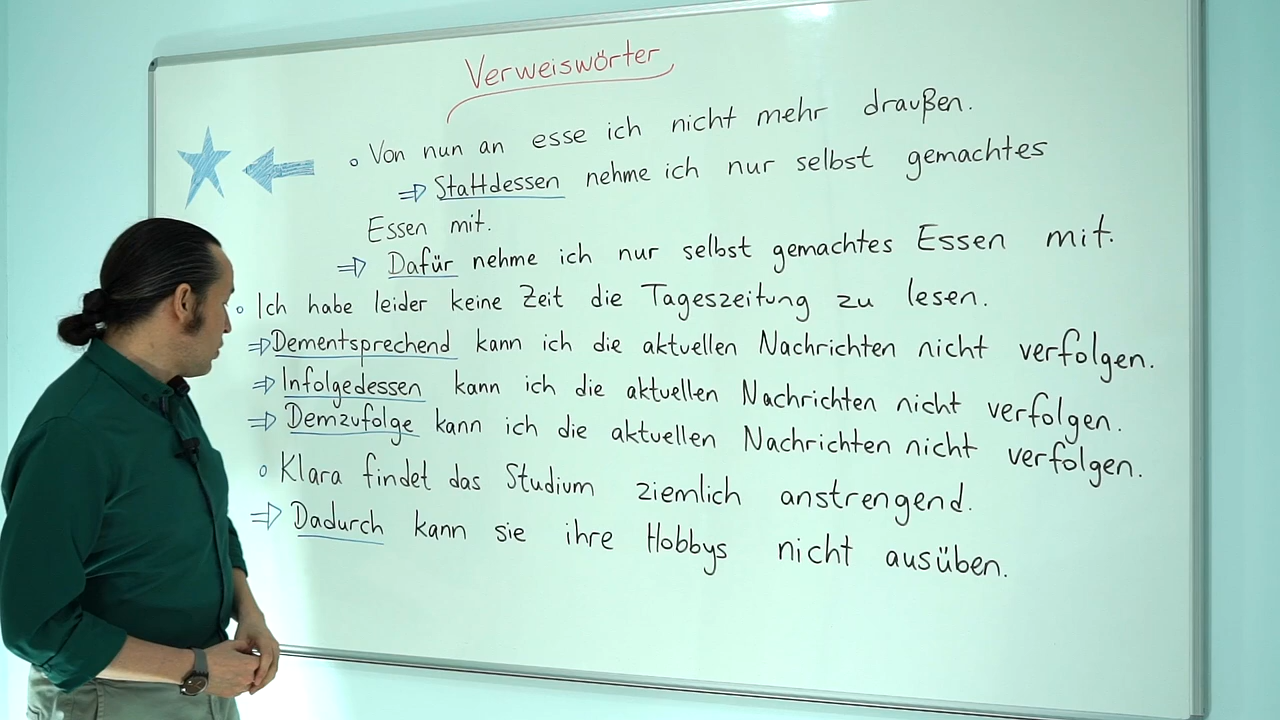 Verweiswörter
∘ Von nun an esse ich nicht mehr draußen.
⇒ Stattdessen nehme ich nur selbst gemachtes
Essen mit.
⇒ Dafür nehme ich nur selbst gemachtes Essen mit.
∘ Ich habe leider keine Zeit die Tageszeitung zu lesen.
⇒ Dementsprechend kann ich die aktuellen Nachrichten nicht verfolgen.
⇒ Infolgedessen kann ich die aktuellen Nachrichten nicht verfolgen.
⇒ Demzufolge kann ich die aktuellen Nachrichten nicht verfolgen.
∘ Klara findet das Studium ziemlich anstrengend.
⇒ Dadurch kann sie ihre Hobbys nicht ausüben.